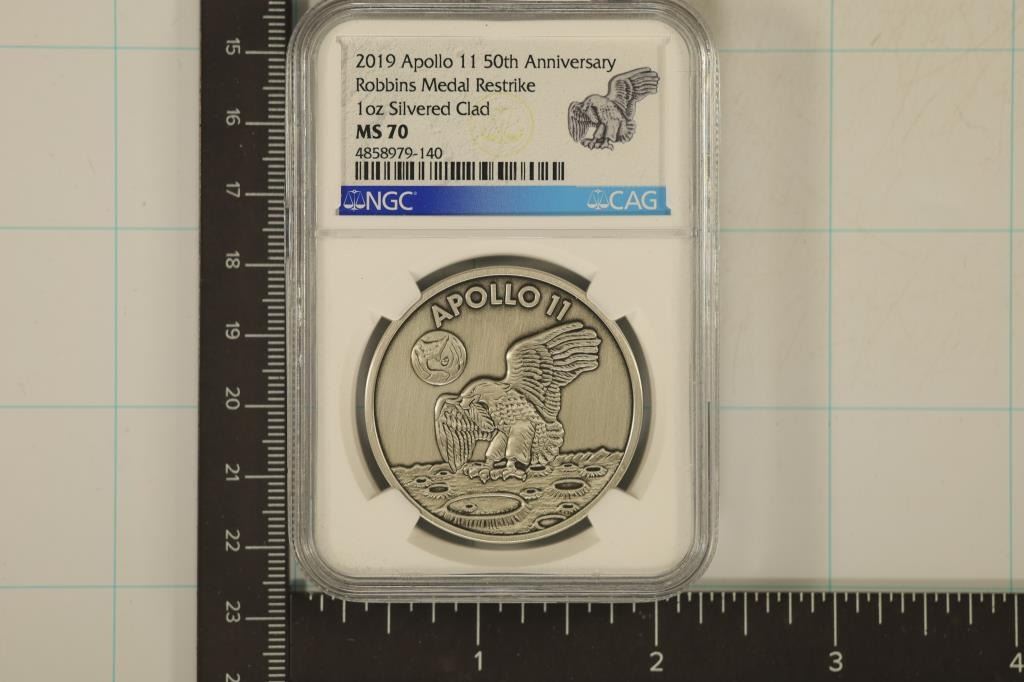 2019 Apollo 11 50th Anniversary
Robbins Medal Restrike
1oz Silvered Clad
MS 70
4858979-140
NGC CAG
APOLLO 11
15
16
17
18
19
20
21
22
23
1 2 3 4